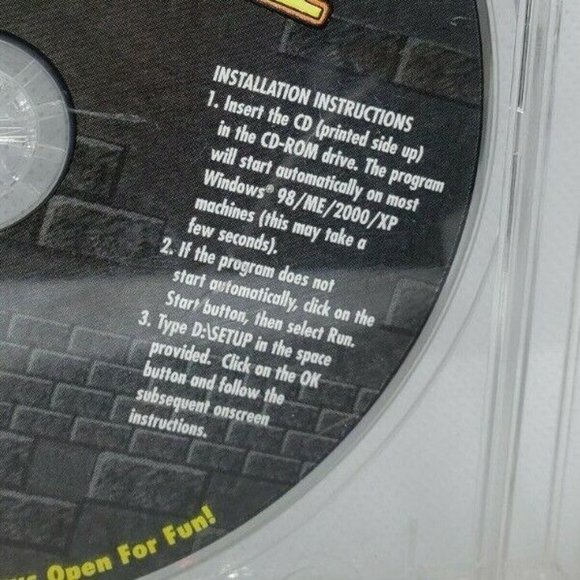 INSTALLATION INSTRUCTIONS
1. Insert the CD (printed side up)
in the CD-ROM drive. The program
will start automatically on most
Windows® 98/ME/2000/XP
machines (this may take a
few seconds).
2. If the program does not
start automatically, click on the
Start button, then select Run.
3. Type D:\SETUP in the space
provided. Click on the OK
button and follow the
subsequent onscreen
instructions.
Open For Fun!